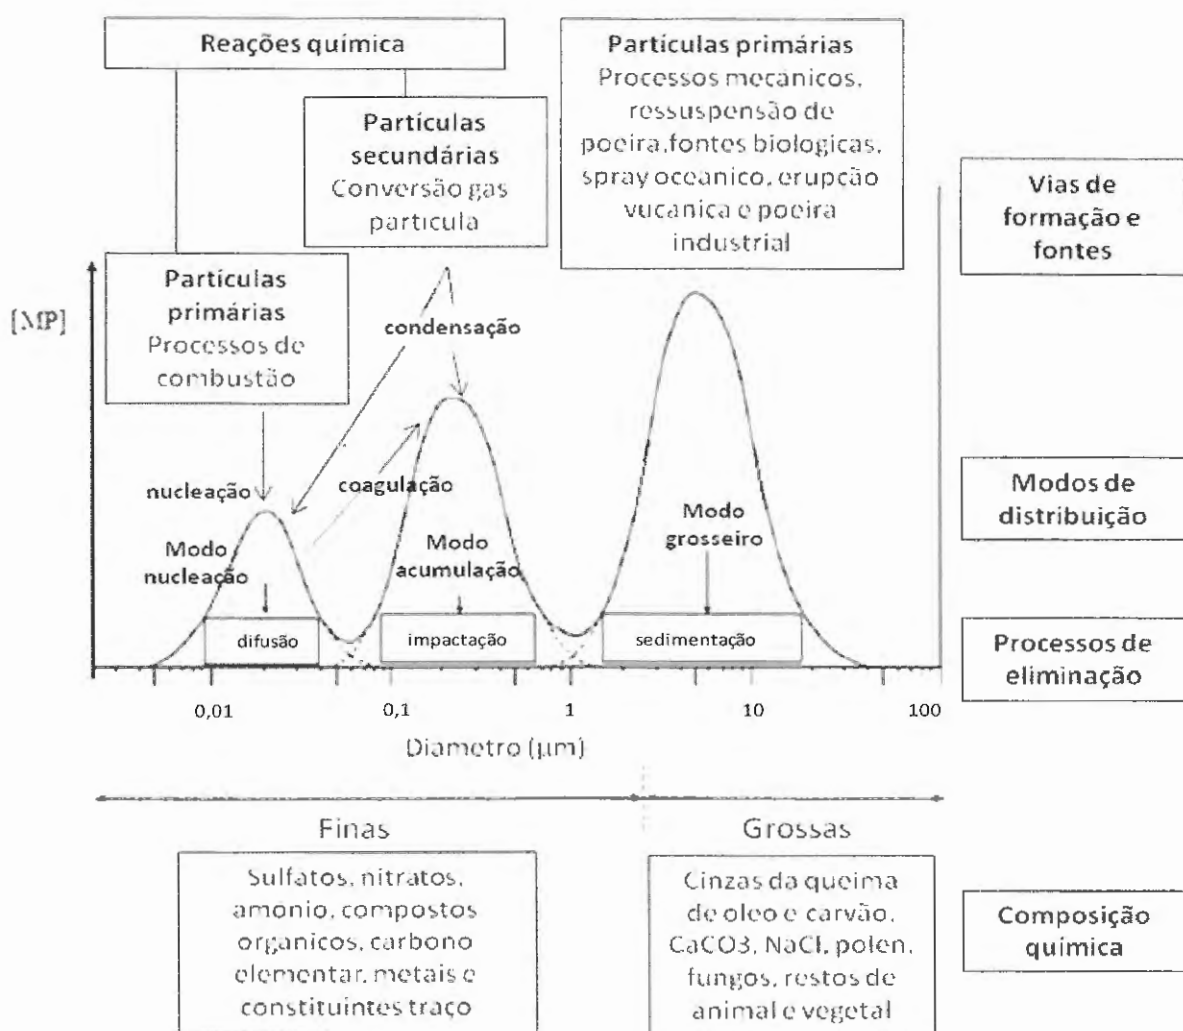 Reações química
Partículas
secundárias
Conversão gas
particula
Partículas primárias
Processos mecánicos,
ressuspensão de
poeira,fontes biologicas,
spray oceanico, erupção
vucanica e poeira
industrial
Vias de
formação e
fontes
[MP]
Partículas
primárias
Processos de
combustão
condensação
nucleação
coagulação
Modo
nucleação
Modo
acumulação
Modo
grosseiro
Modos de
distribuição
difusão
impactação
sedimentação
Processos de
eliminação
0,01
0,1
1
10
100
Diametro (µm)
Finas
Grossas
Sulfatos, nitratos,
amonio, compostos
organicos, carbono
elementar, metais e
constituintes traço
Cinzas da queima
de oleo e carvão,
CaCO3, NaCl, polen,
fungos, restos de
animal e vegetal
Composição
química